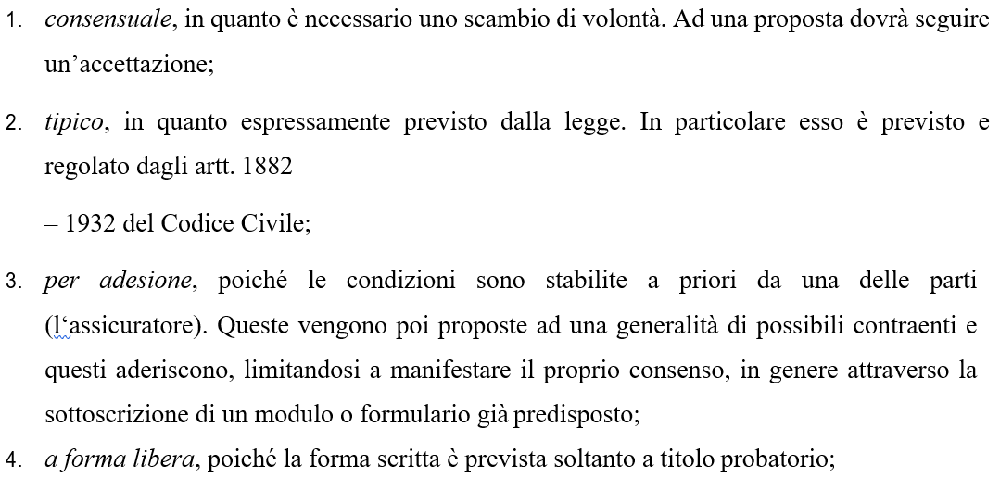 1. consensuale, in quanto è necessario uno scambio di volontà. Ad una proposta dovrà seguire
un’accettazione;
2. tipico, in quanto espressamente previsto dalla legge. In particolare esso è previsto e
regolato dagli artt. 1882
– 1932 del Codice Civile;
3. per adesione, poiché le condizioni sono stabilite a priori da una delle parti
(l‘assicuratore). Queste vengono poi proposte ad una generalità di possibili contraenti e
questi aderiscono, limitandosi a manifestare il proprio consenso, in genere attraverso la
sottoscrizione di un modulo o formulario già predisposto;
4. a forma libera, poiché la forma scritta è prevista soltanto a titolo probatorio;